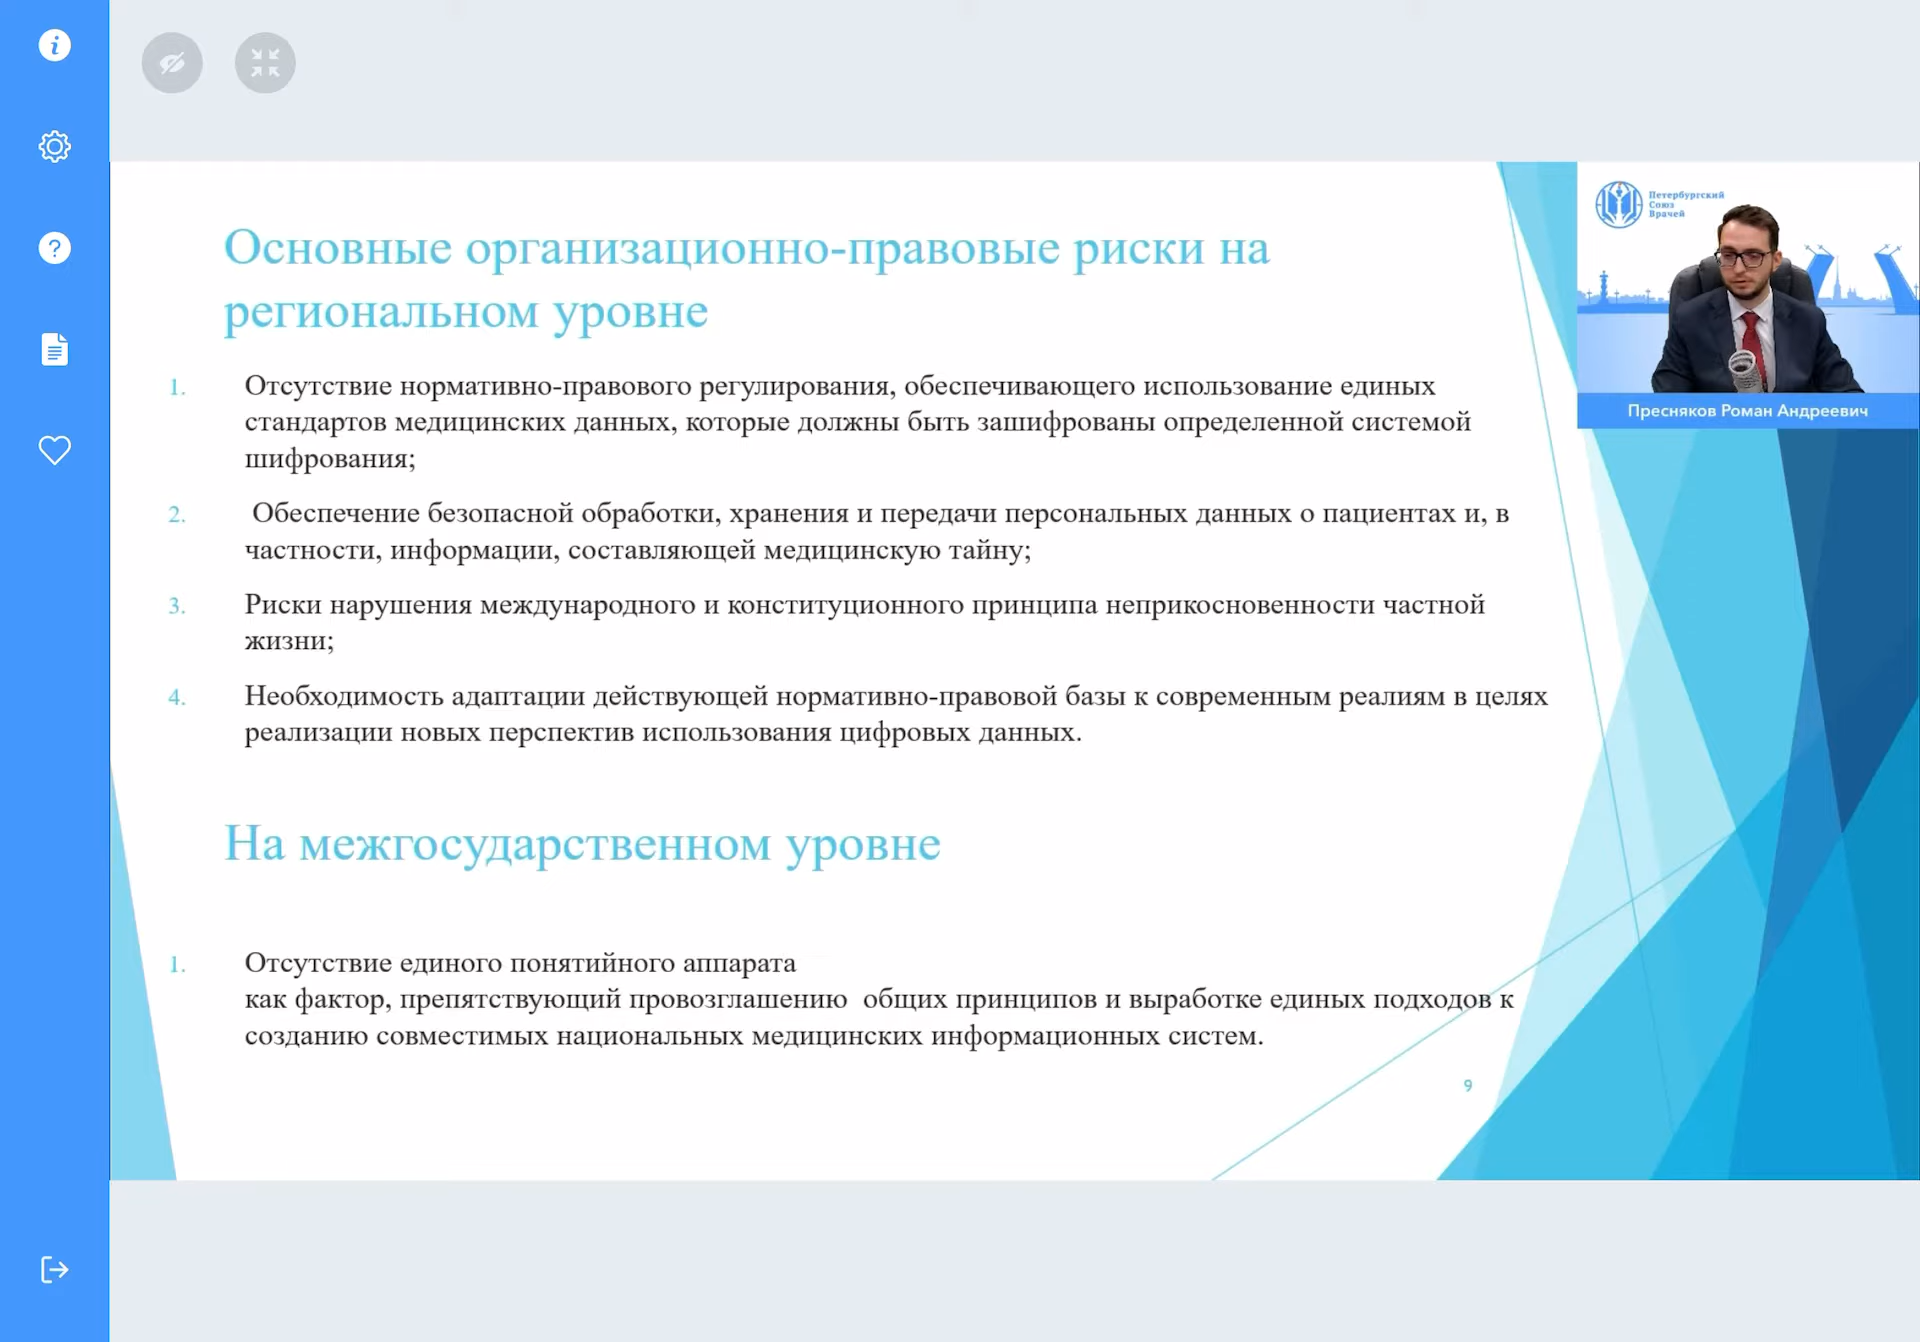 Основные организационно-правовые риски на
региональном уровне
1. Отсутствие нормативно-правового регулирования, обеспечивающего использование единых
стандартов медицинских данных, которые должны быть зашифрованы определенной системой
шифрования;
2. Обеспечение безопасной обработки, хранения и передачи персональных данных о пациентах и, в
частности, информации, составляющей медицинскую тайну;
3. Риски нарушения международного и конституционного принципа неприкосновенности частной
жизни;
4. Необходимость адаптации действующей нормативно-правовой базы к современным реалиям в целях
реализации новых перспектив использования цифровых данных.
На межгосударственном уровне
1. Отсутствие единого понятийного аппарата
как фактор, препятствующий провозглашению  общих принципов и выработке единых подходов к
созданию совместимых национальных медицинских информационных систем.
9
Петербургский
Союз
Врачей
Пресняков Роман Андреевич